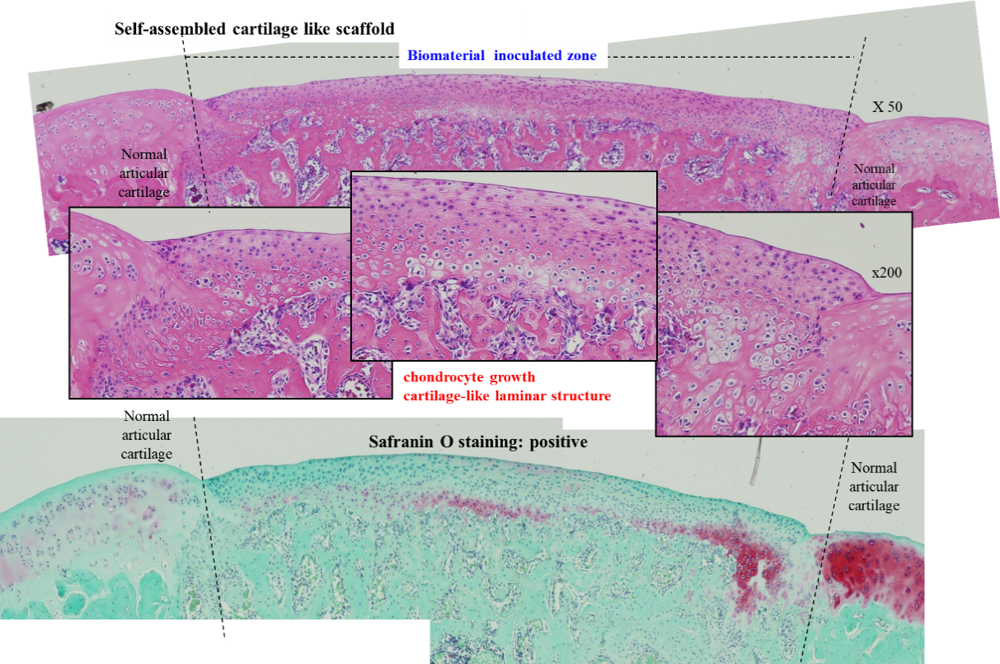 Self-assembled cartilage like scaffold
Biomaterial inoculated zone
X 50
Normal
articular
cartilage
Normal
articular
cartilage
x200
chondrocyte growth
cartilage-like laminar structure
Normal
articular
cartilage
Safranin O staining: positive
Normal
articular
cartilage